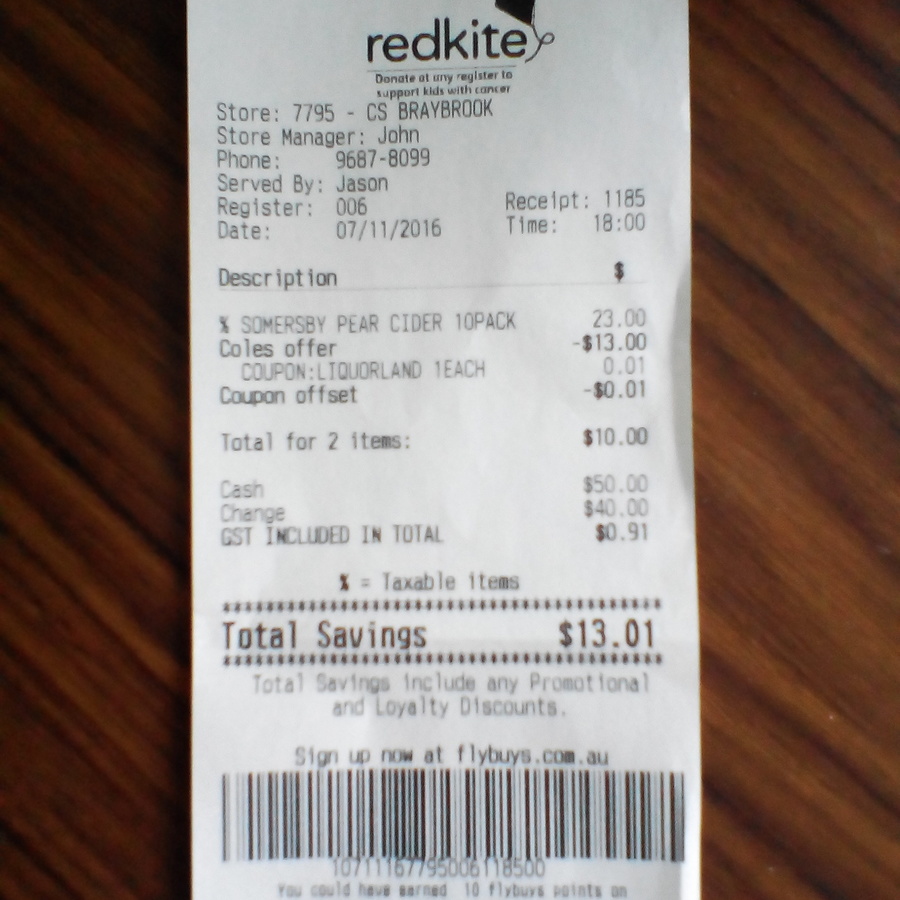 redkite
Donate at any register to
support kids with cancer
Store: 7795 - CS BRAYBROOK
Store Manager: John
Phone: 9687-8099
Served By: Jason
Register: 006 Receipt: 1185
Date: 07/11/2016 Time: 18:00
Description $
% SOMERSBY PEAR CIDER 10PACK 23.00
Coles offer -$13.00
COUPON:LIQUORLAND 1EACH 0.01
Coupon offset -$0.01
Total for 2 items: $10.00
Cash $50.00
Change $40.00
GST INCLUDED IN TOTAL $0.91
% = Taxable items
Total Savings $13.01
Total Savings include any Promotional
and Loyalty Discounts.
Sign up now at flybuys.com.au
10711167795006118500
You could have earned 10 flybuys points on